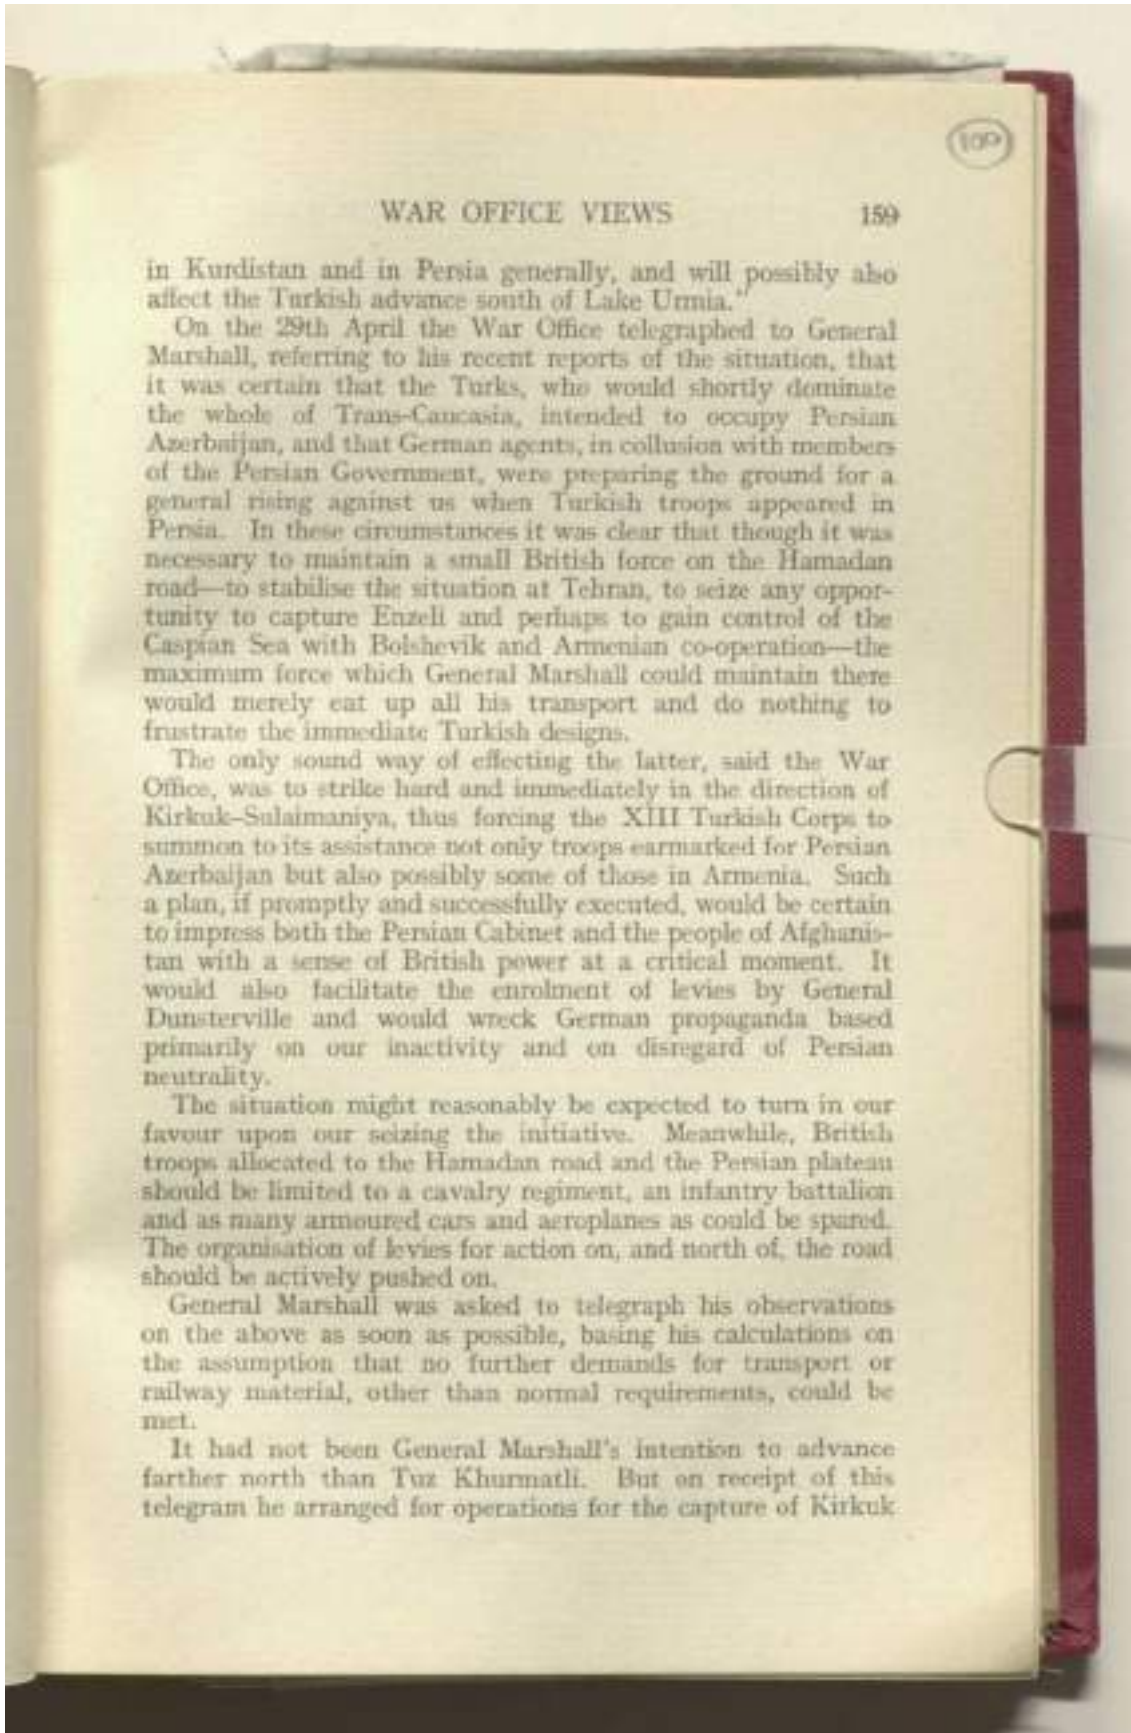 100
WAR OFFICE VIEWS 159
in Kurdistan and in Persia generally, and will possibly also
affect the Turkish advance south of Lake Urmia."
On the 29th April the War Office telegraphed to General
Marshall, referring to his recent reports of the situation, that
it was certain that the Turks, who would shortly dominate
the whole of Trans-Caucasia, intended to occupy Persian
Azerbaijan, and that German agents, in collusion with members
of the Persian Government, were preparing the ground for a
general rising against us when Turkish troops appeared in
Persia. In these circumstances it was clear that though it was
necessary to maintain a small British force on the Hamadan
road—to stabilise the situation at Tehran, to seize any oppor-
tunity to capture Enzeli and perhaps to gain control of the
Caspian Sea with Bolshevik and Armenian co-operation—the
maximum force which General Marshall could maintain there
would merely eat up all his transport and do nothing to
frustrate the immediate Turkish designs.
The only sound way of effecting the latter, said the War
Office, was to strike hard and immediately in the direction of
Kirkuk–Sulaimaniya, thus forcing the XIII Turkish Corps to
summon to its assistance not only troops earmarked for Persian
Azerbaijan but also possibly some of those in Armenia. Such
a plan, if promptly and successfully executed, would be certain
to impress both the Persian Cabinet and the people of Afghanis-
tan with a sense of British power at a critical moment. It
would also facilitate the enrolment of levies by General
Dunsterville and would wreck German propaganda based
primarily on our inactivity and on disregard of Persian
neutrality.
The situation might reasonably be expected to turn in our
favour upon our seizing the initiative. Meanwhile, British
troops allocated to the Hamadan road and the Persian plateau
should be limited to a cavalry regiment, an infantry battalion
and as many armoured cars and aeroplanes as could be spared.
The organisation of levies for action on, and north of, the road
should be actively pushed on.
General Marshall was asked to telegraph his observations
on the above as soon as possible, basing his calculations on
the assumption that no further demands for transport or
railway material, other than normal requirements, could be
met.
It had not been General Marshall's intention to advance
farther north than Tuz Khurmatli. But on receipt of this
telegram he arranged for operations for the capture of Kirkuk